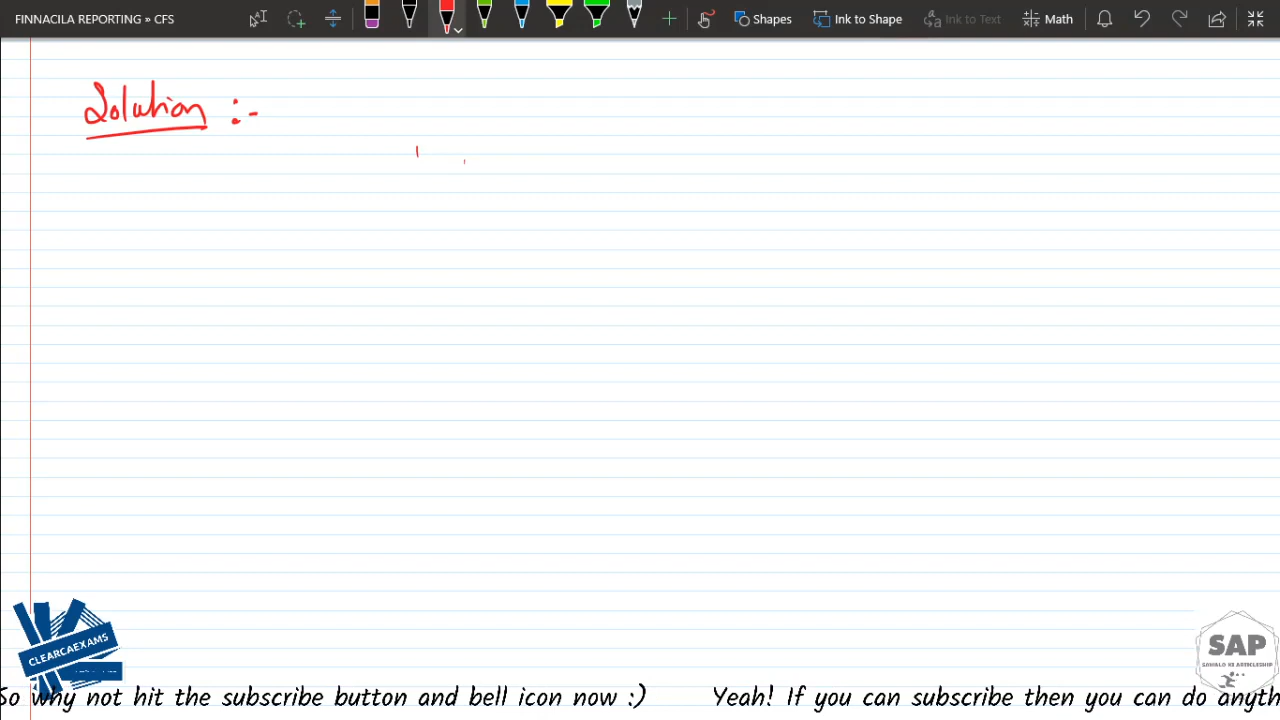 FINNACILA REPORTING » CFS
Shapes
Ink to Shape
Ink to Text
Math
Solution :-
CLEARCAEXAMS
SAP
So why not hit the subscribe button and bell icon now :) Yeah! If you can subscribe then you can do anyth